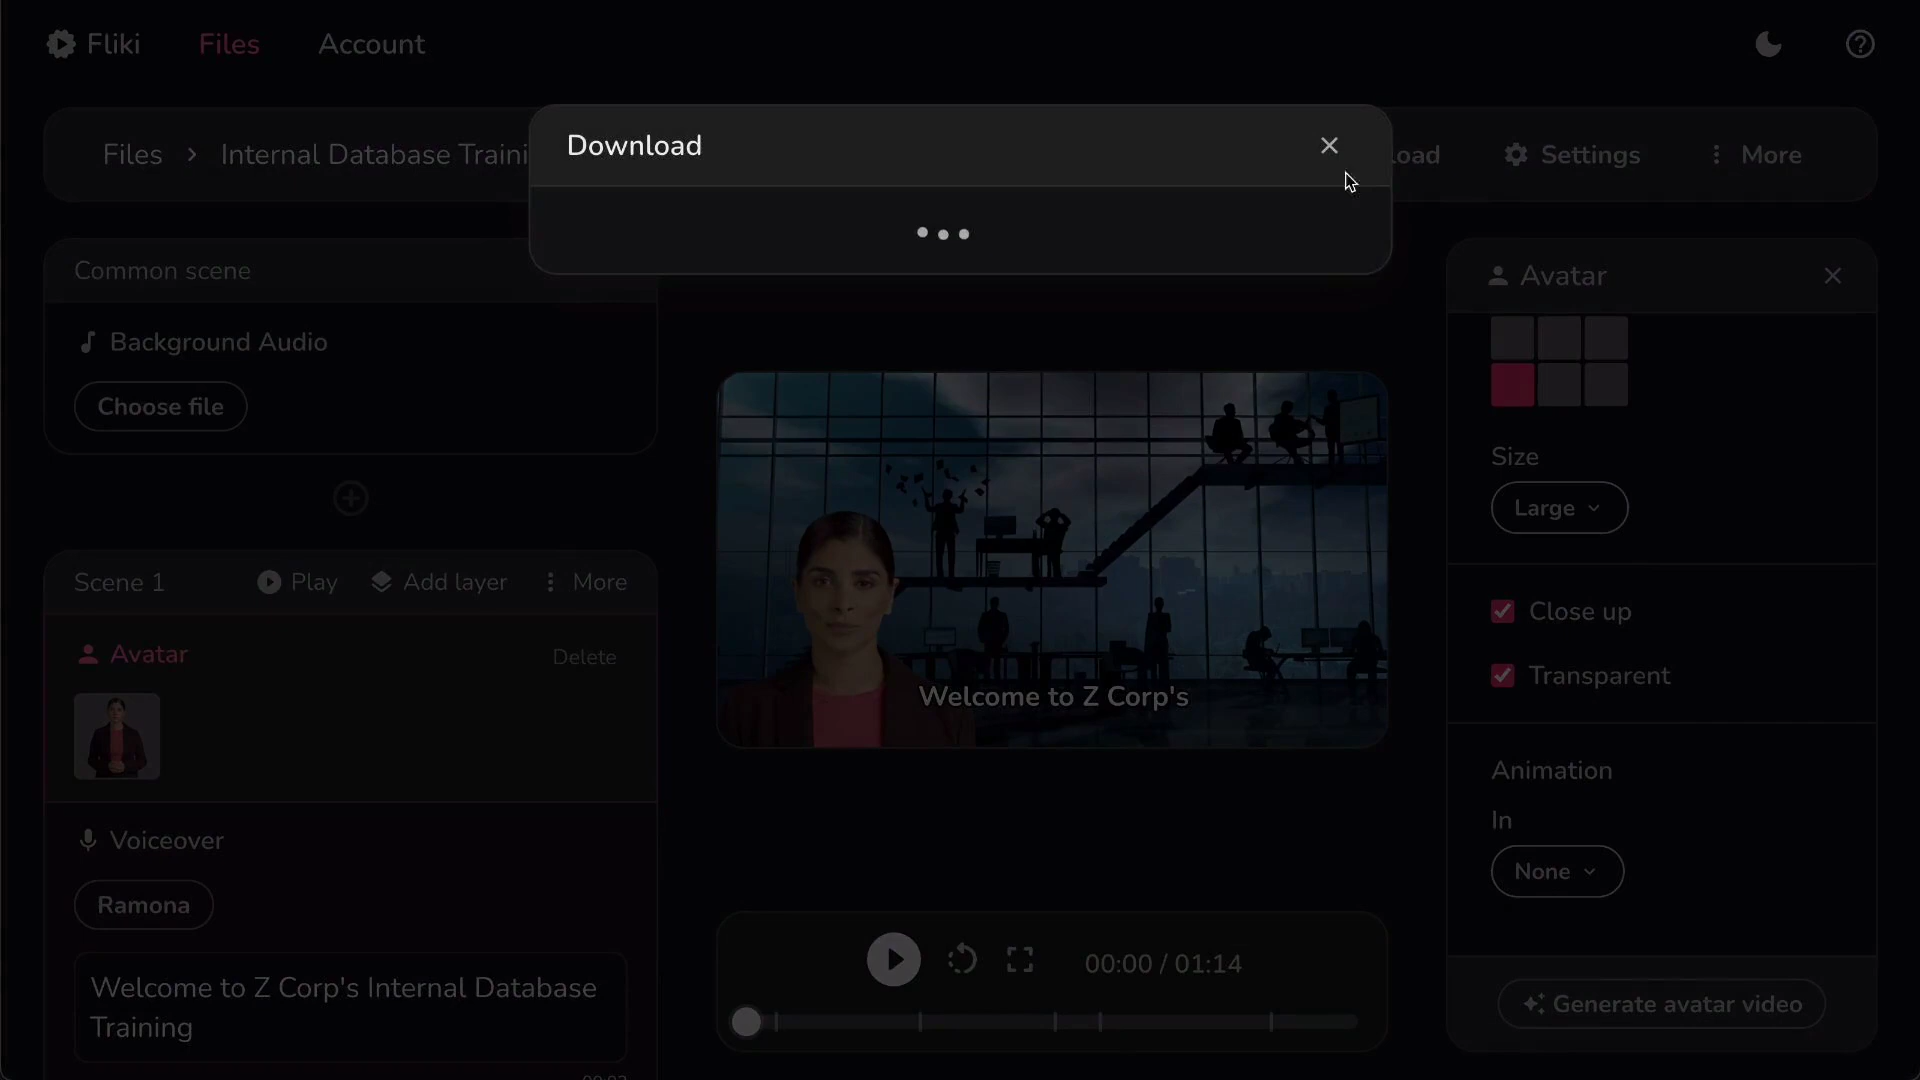 Fliki Files Account
Download
Files > Internal Database Traini
load Settings More
Common scene
Avatar
Background Audio
Choose file
Size
Large
Scene 1 Play Add layer More
Close up
Avatar Delete
Transparent
Welcome to Z Corp's
Animation
In
Voiceover
None
Ramona
00:00 / 01:14
Welcome to Z Corp's Internal Database
Training
Generate avatar video